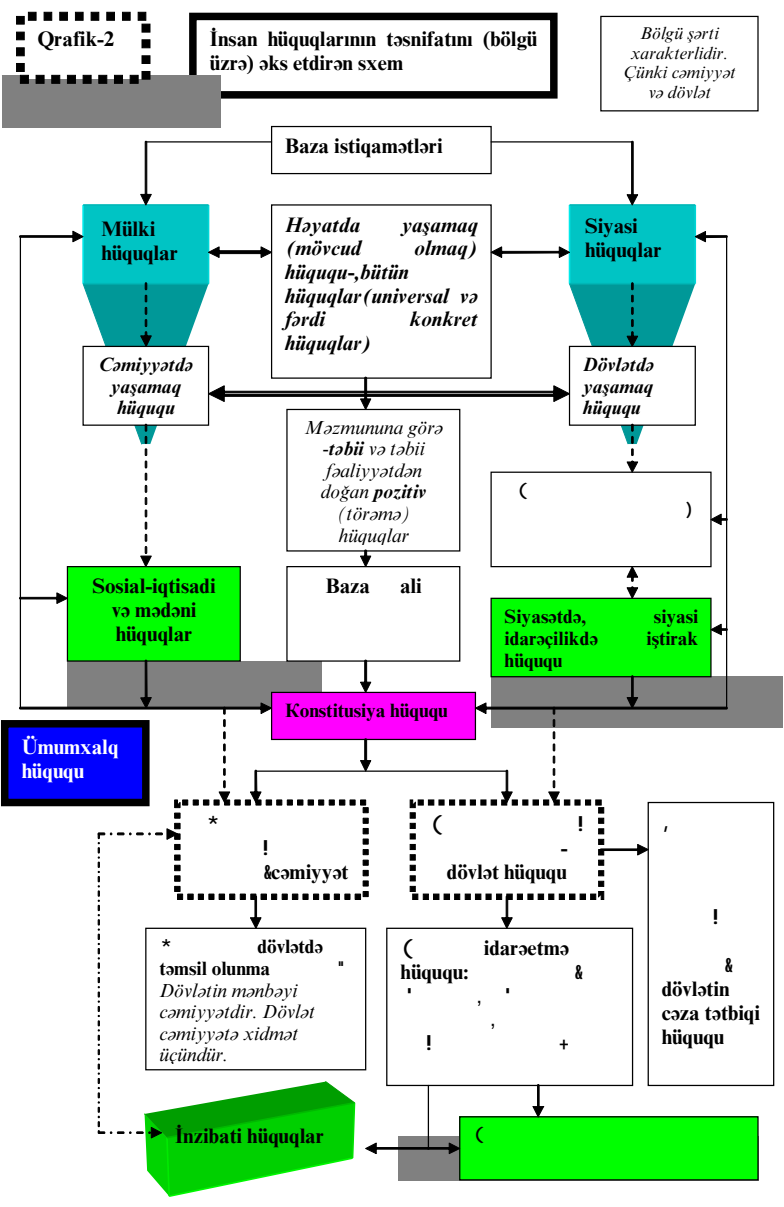 Qrafik-2
İnsan hüquqlarının təsnifatını (bölgü
üzrə) əks etdirən sxem
Bölgü şərti
xarakterlidir.
Çünki cəmiyyət
və dövlət
Baza istiqamətləri
Mülki
hüquqlar
Həyatda yaşamaq
(mövcud olmaq)
hüququ-,bütün
hüquqlar(universal və
fərdi konkret
hüquqlar)
Siyasi
hüquqlar
Cəmiyyətdə
yaşamaq
hüququ
Dövlətdə
yaşamaq
hüququ
Məzmununa görə
-təbii və təbii
fəaliyyətdən
doğan pozitiv
(törəmə)
hüquqlar
(
)
Sosial-iqtisadi
və mədəni
hüquqlar
Baza ali
Siyasətdə, siyasi
idarəçilikdə iştirak
hüququ
Konstitusiya hüququ
Ümumxalq
hüququ
*
!
&cəmiyyət
( !
-
dövlət hüququ
,
!
&
dövlətin
cəza tətbiqi
hüququ
* dövlətdə
təmsil olunma "
Dövlətin mənbəyi
cəmiyyətdir. Dövlət
cəmiyyətə xidmət
üçündür.
( idarəetmə
hüququ: &
' , '
,
! +
İnzibati hüquqlar
(